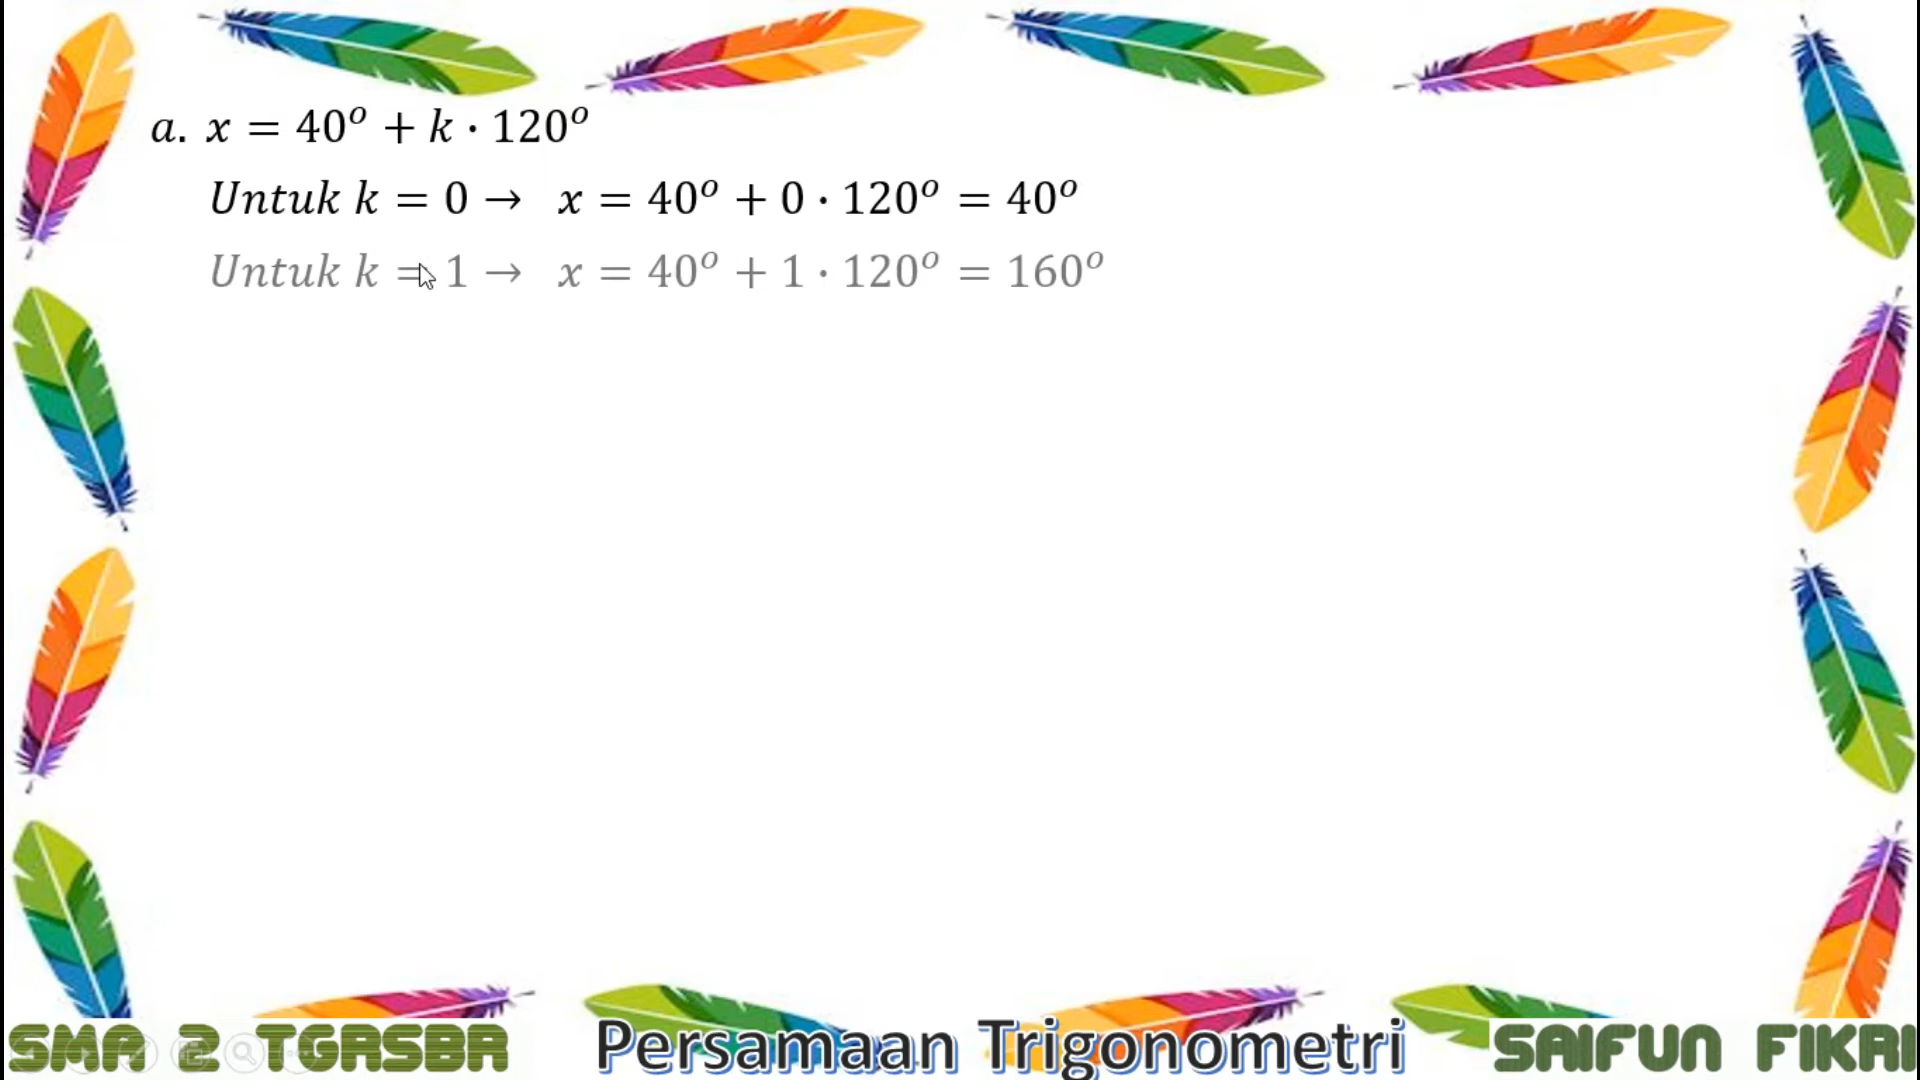 a. x = 40° + k · 120°
Untuk k = 0 → x = 40° + 0 · 120° = 40°
Untuk k = 1 → x = 40° + 1 · 120° = 160°
SMA 2 TGRSBR
Persamaan Trigonometri
SAIFUN FIKRI